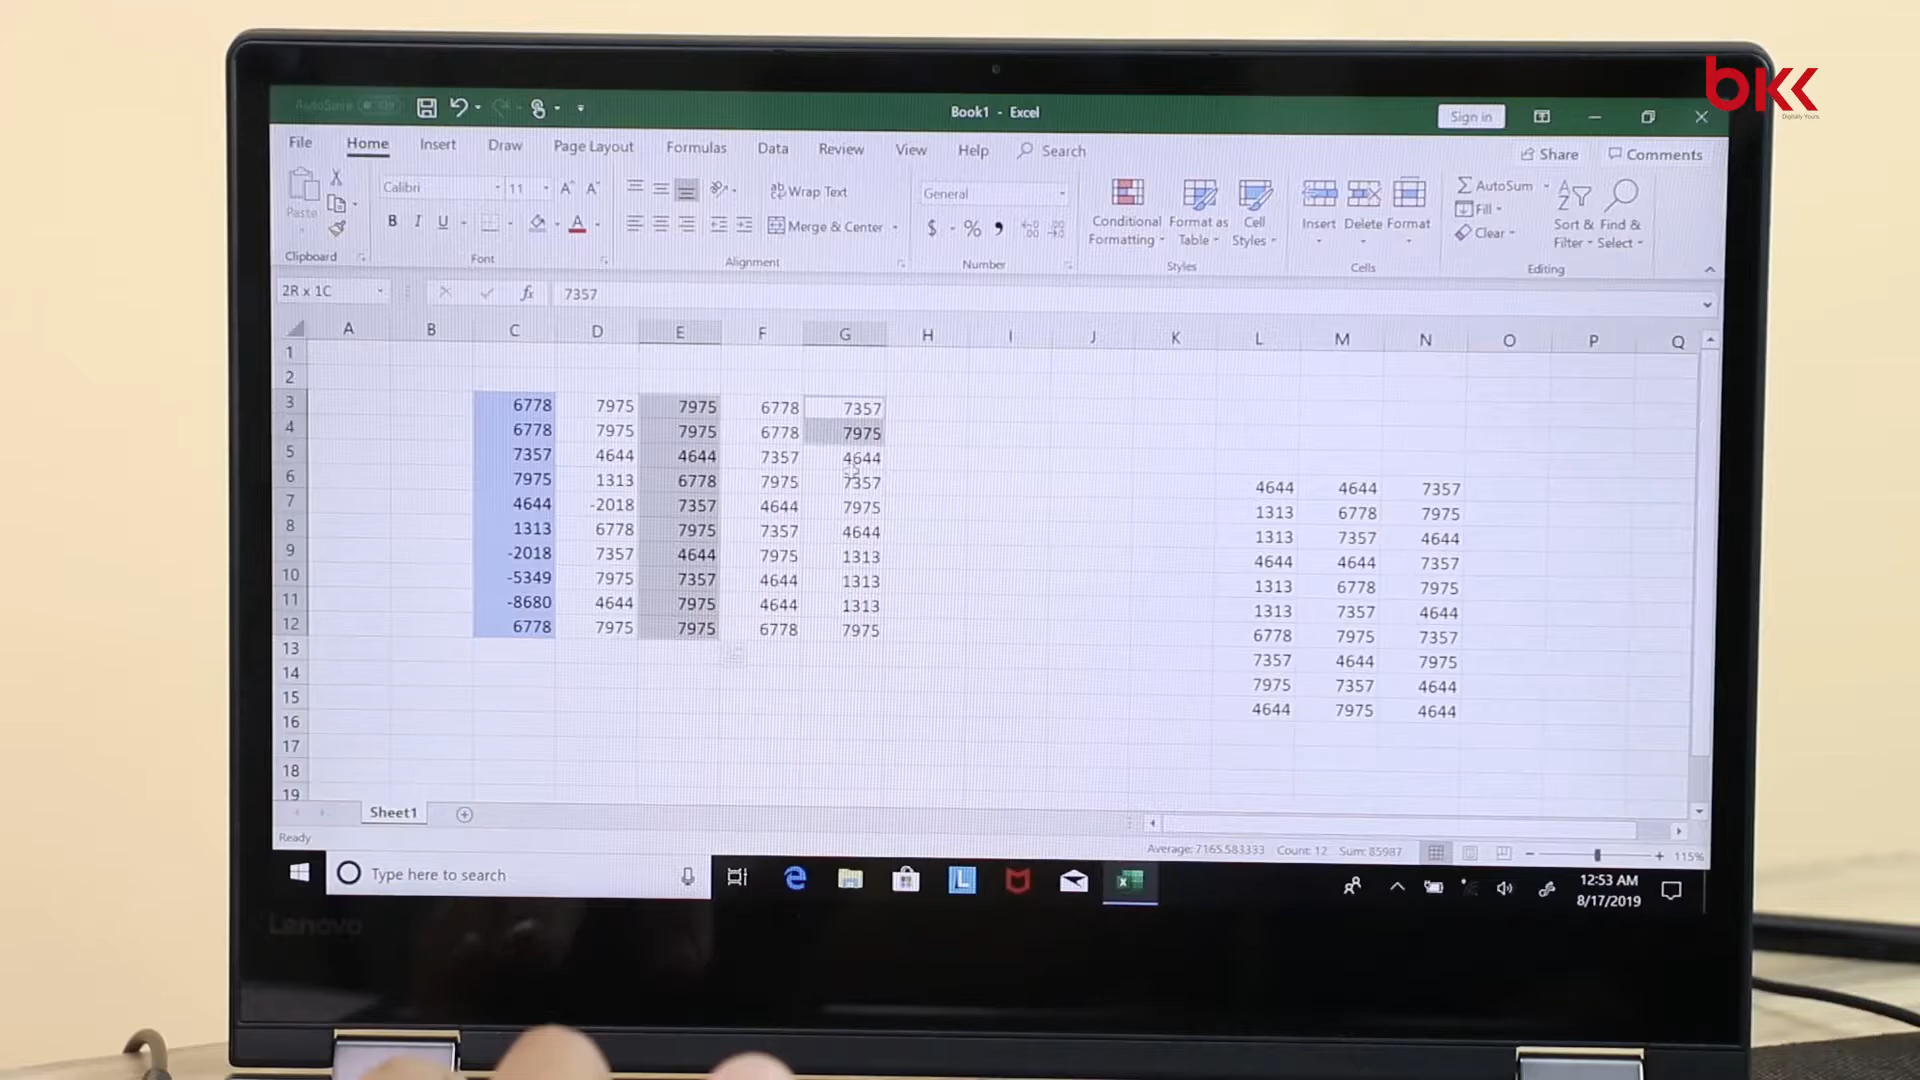 bkk
Digitally Yours.
AutoSave
Book1 - Excel
Sign in
File Home Insert Draw Page Layout Formulas Data Review View Help Search Share Comments
Paste
Clipboard
Calibri 11
B I U
Font
Wrap Text
Merge & Center
Alignment
General
$ % ,
Number
Conditional Formatting
Format as Table
Cell Styles
Styles
Insert Delete Format
Cells
AutoSum
Fill
Clear
Sort & Filter
Find & Select
Editing
2R x 1C fx 7357
A B C D E F G H I J K L M N O P Q
1
2
3 6778 7975 7975 6778 7357
4 6778 7975 7975 6778 7975
5 7357 4644 4644 7357 4644
6 7975 1313 6778 7975 7357 4644 4644 7357
7 4644 -2018 7357 4644 7975 1313 6778 7975
8 1313 6778 7975 7357 4644 1313 7357 4644
9 -2018 7357 4644 7975 1313 4644 4644 7357
10 -5349 7975 7357 4644 1313 1313 6778 7975
11 -8680 4644 7975 4644 1313 1313 7357 4644
12 6778 7975 7975 6778 7975 6778 7975 7357
13 7357 4644 7975
14 7975 7357 4644
15 4644 7975 4644
16
17
18
19
Sheet1
Ready
Average: 7165.583333 Count: 12 Sum: 85987 115%
Type here to search
12:53 AM
8/17/2019
Lenovo